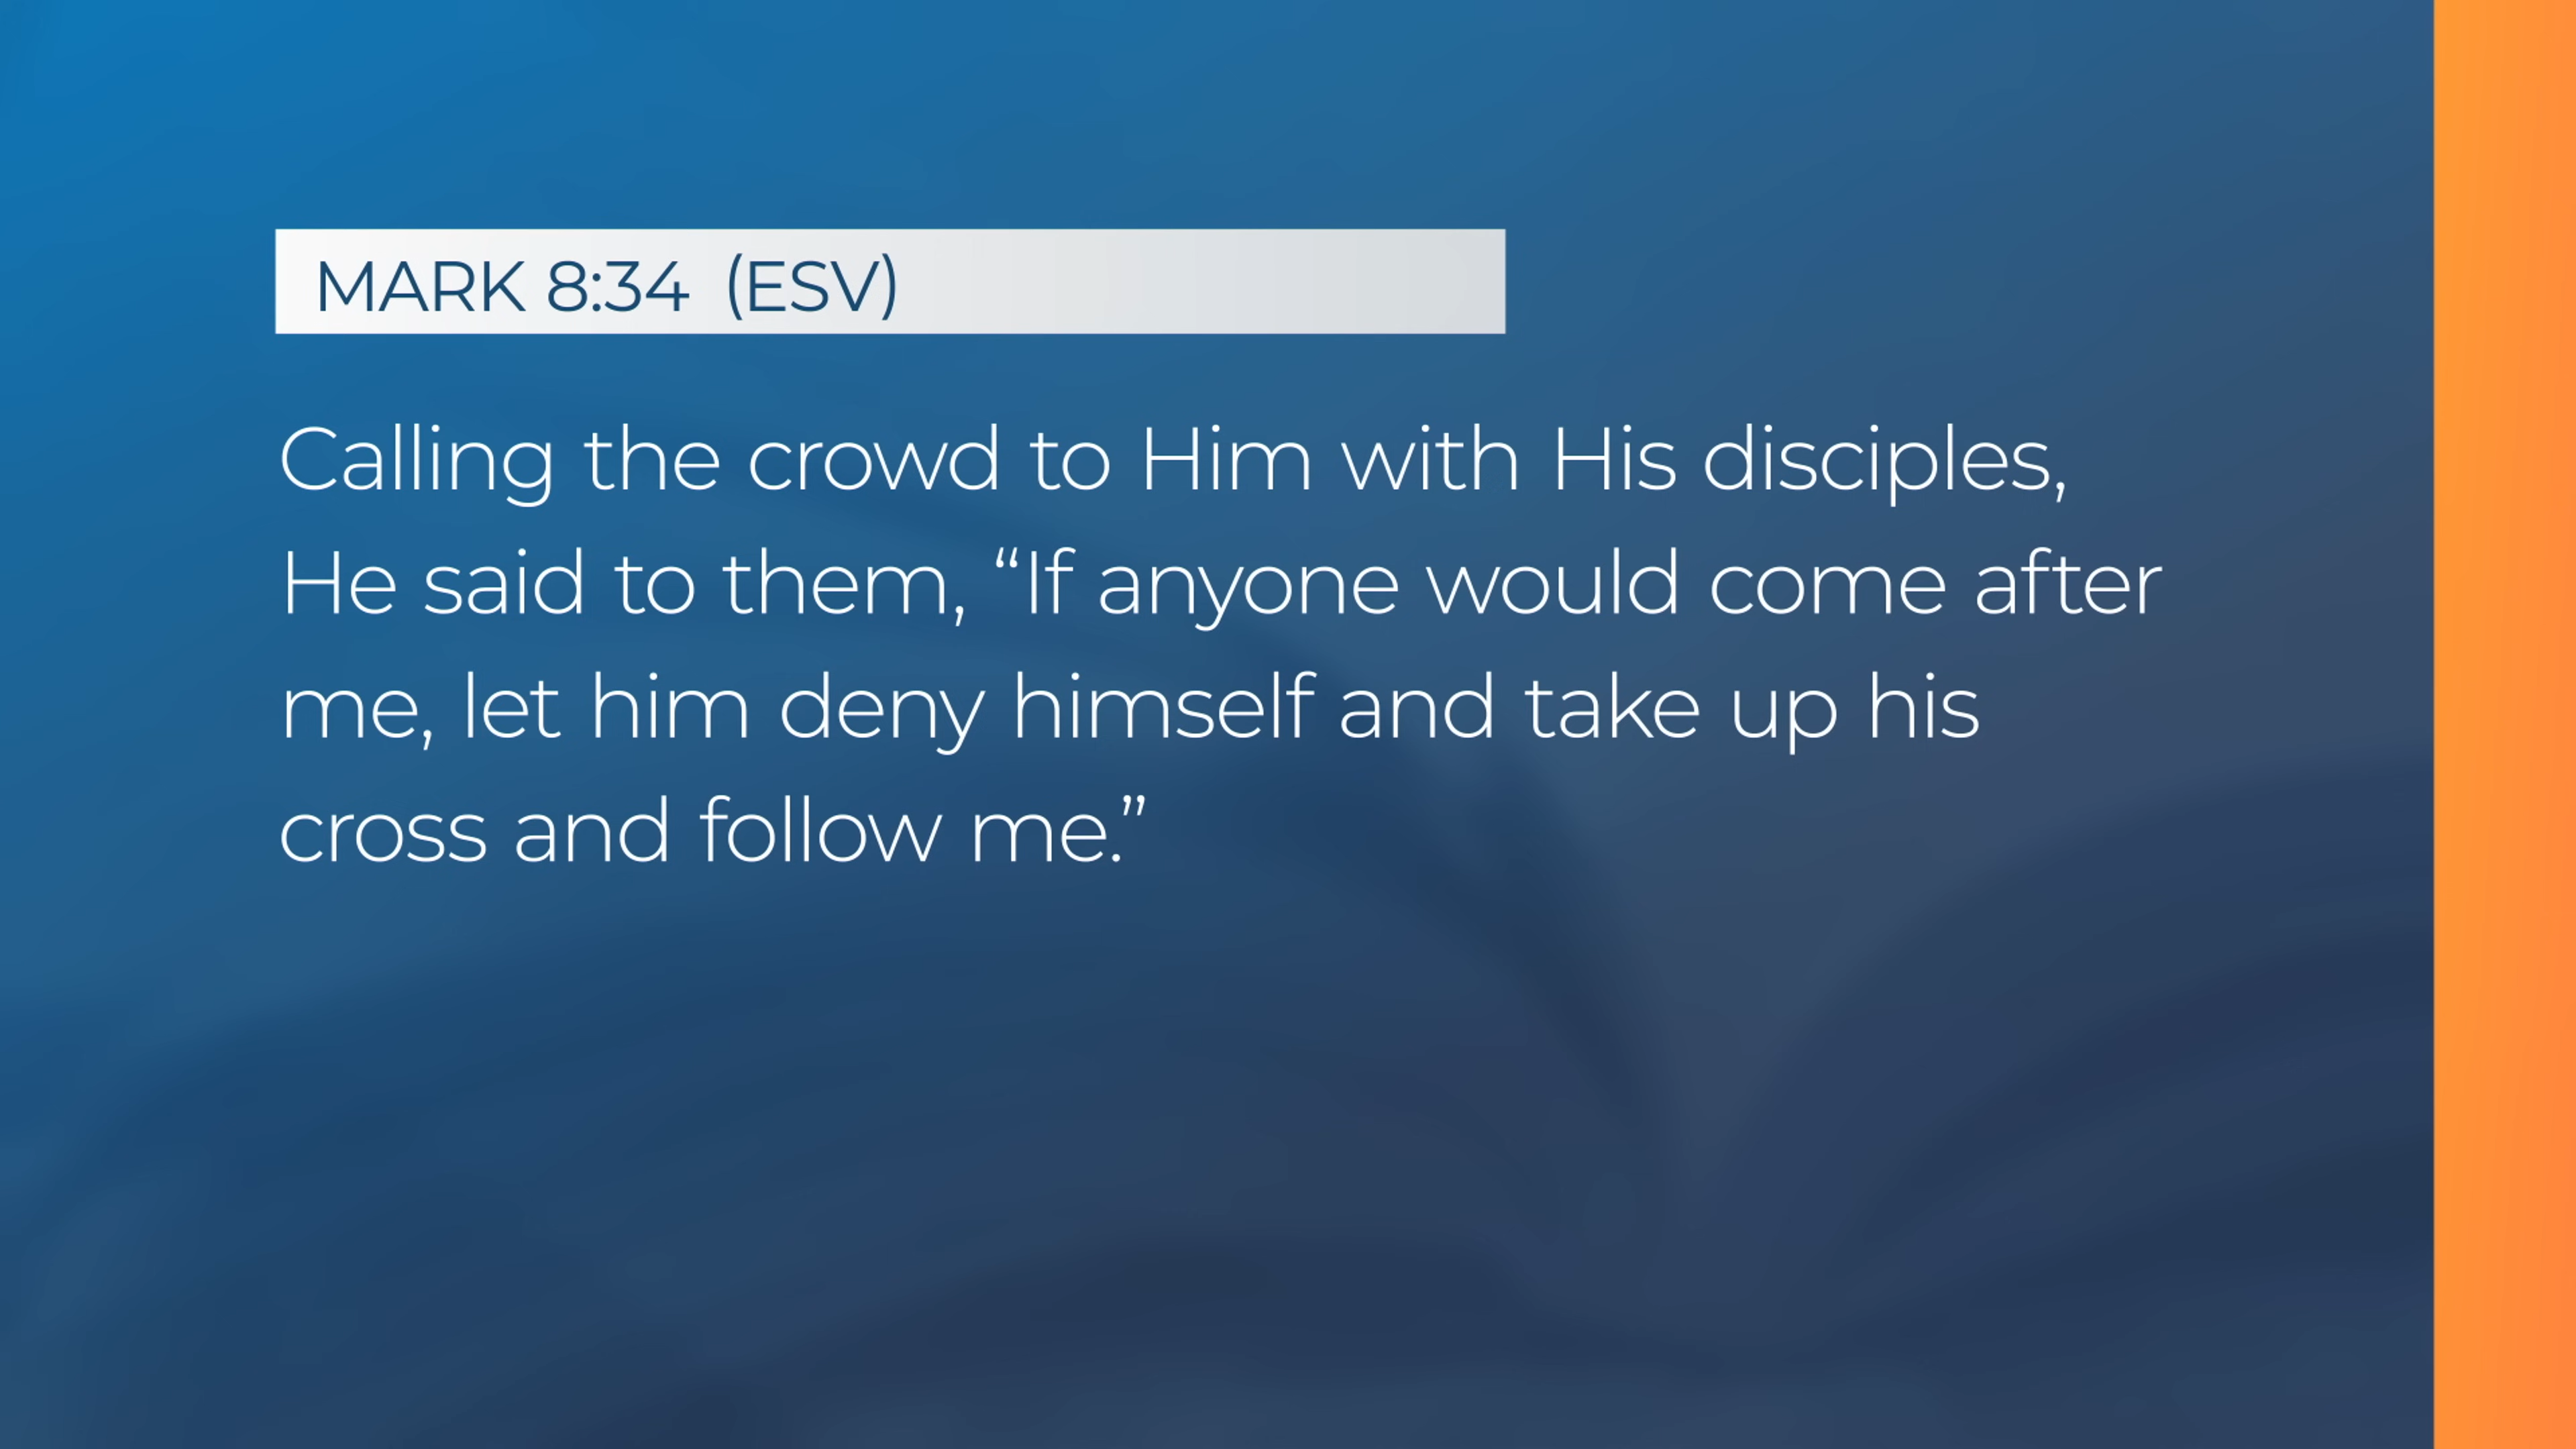 MARK 8:34 (ESV)
Calling the crowd to Him with His disciples,
He said to them, “If anyone would come after
me, let him deny himself and take up his
cross and follow me.”